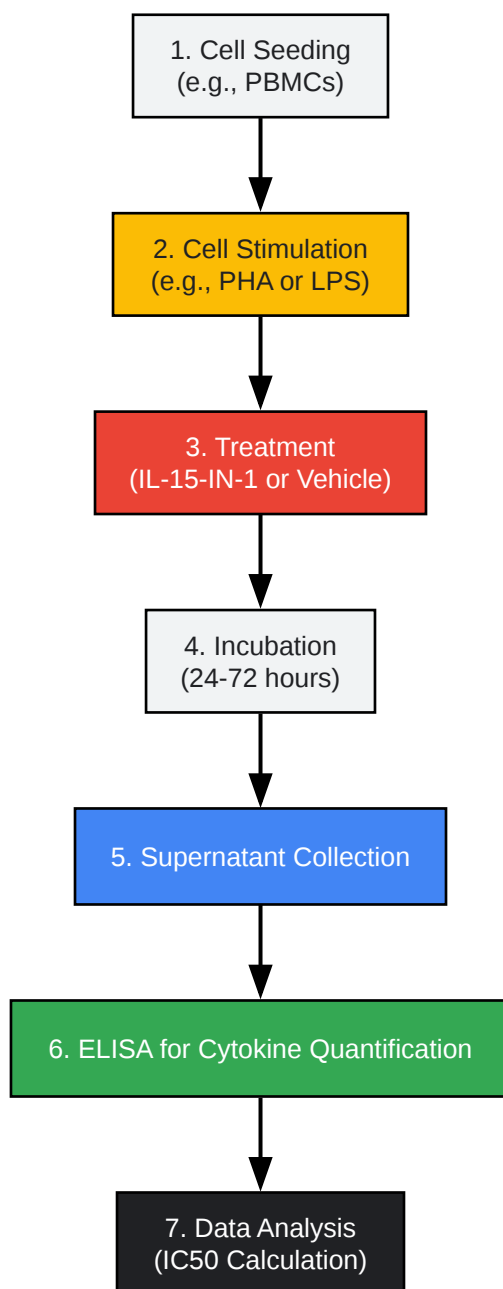 1. Cell Seeding
(e.g., PBMCs)
2. Cell Stimulation
(e.g., PHA or LPS)
3. Treatment
(IL-15-IN-1 or Vehicle)
4. Incubation
(24-72 hours)
5. Supernatant Collection
6. ELISA for Cytokine Quantification
7. Data Analysis
(IC50 Calculation)